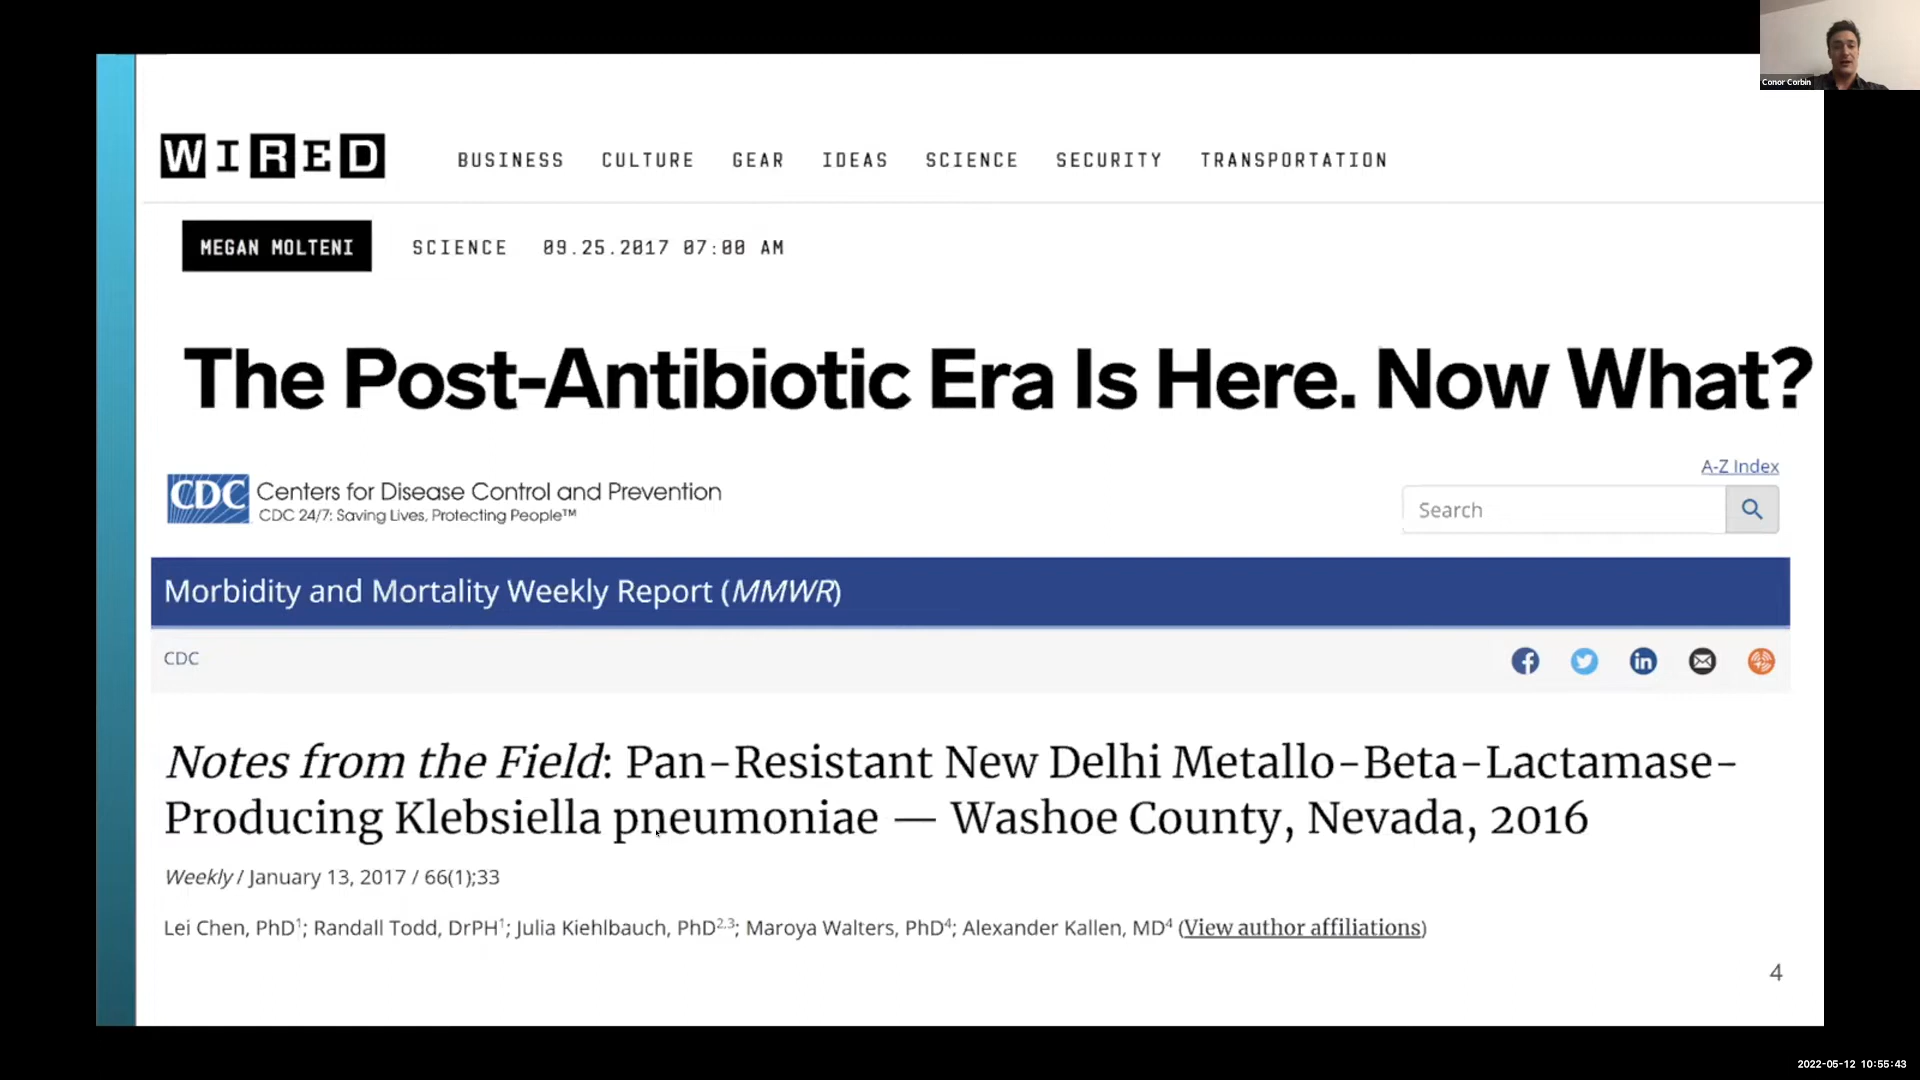 Conor Corbin
WIRED
BUSINESS CULTURE GEAR IDEAS SCIENCE SECURITY TRANSPORTATION
MEGAN MOLTENI SCIENCE 09.25.2017 07:00 AM
The Post-Antibiotic Era Is Here. Now What?
A-Z Index
CDC Centers for Disease Control and Prevention
CDC 24/7: Saving Lives, Protecting People™
Search
Morbidity and Mortality Weekly Report (MMWR)
CDC
Notes from the Field: Pan-Resistant New Delhi Metallo-Beta-Lactamase-
Producing Klebsiella pneumoniae — Washoe County, Nevada, 2016
Weekly / January 13, 2017 / 66(1);33
Lei Chen, PhD1; Randall Todd, DrPH1; Julia Kiehlbauch, PhD2,3; Maroya Walters, PhD4; Alexander Kallen, MD4 (View author affiliations)
4
2022-05-12 10:55:43